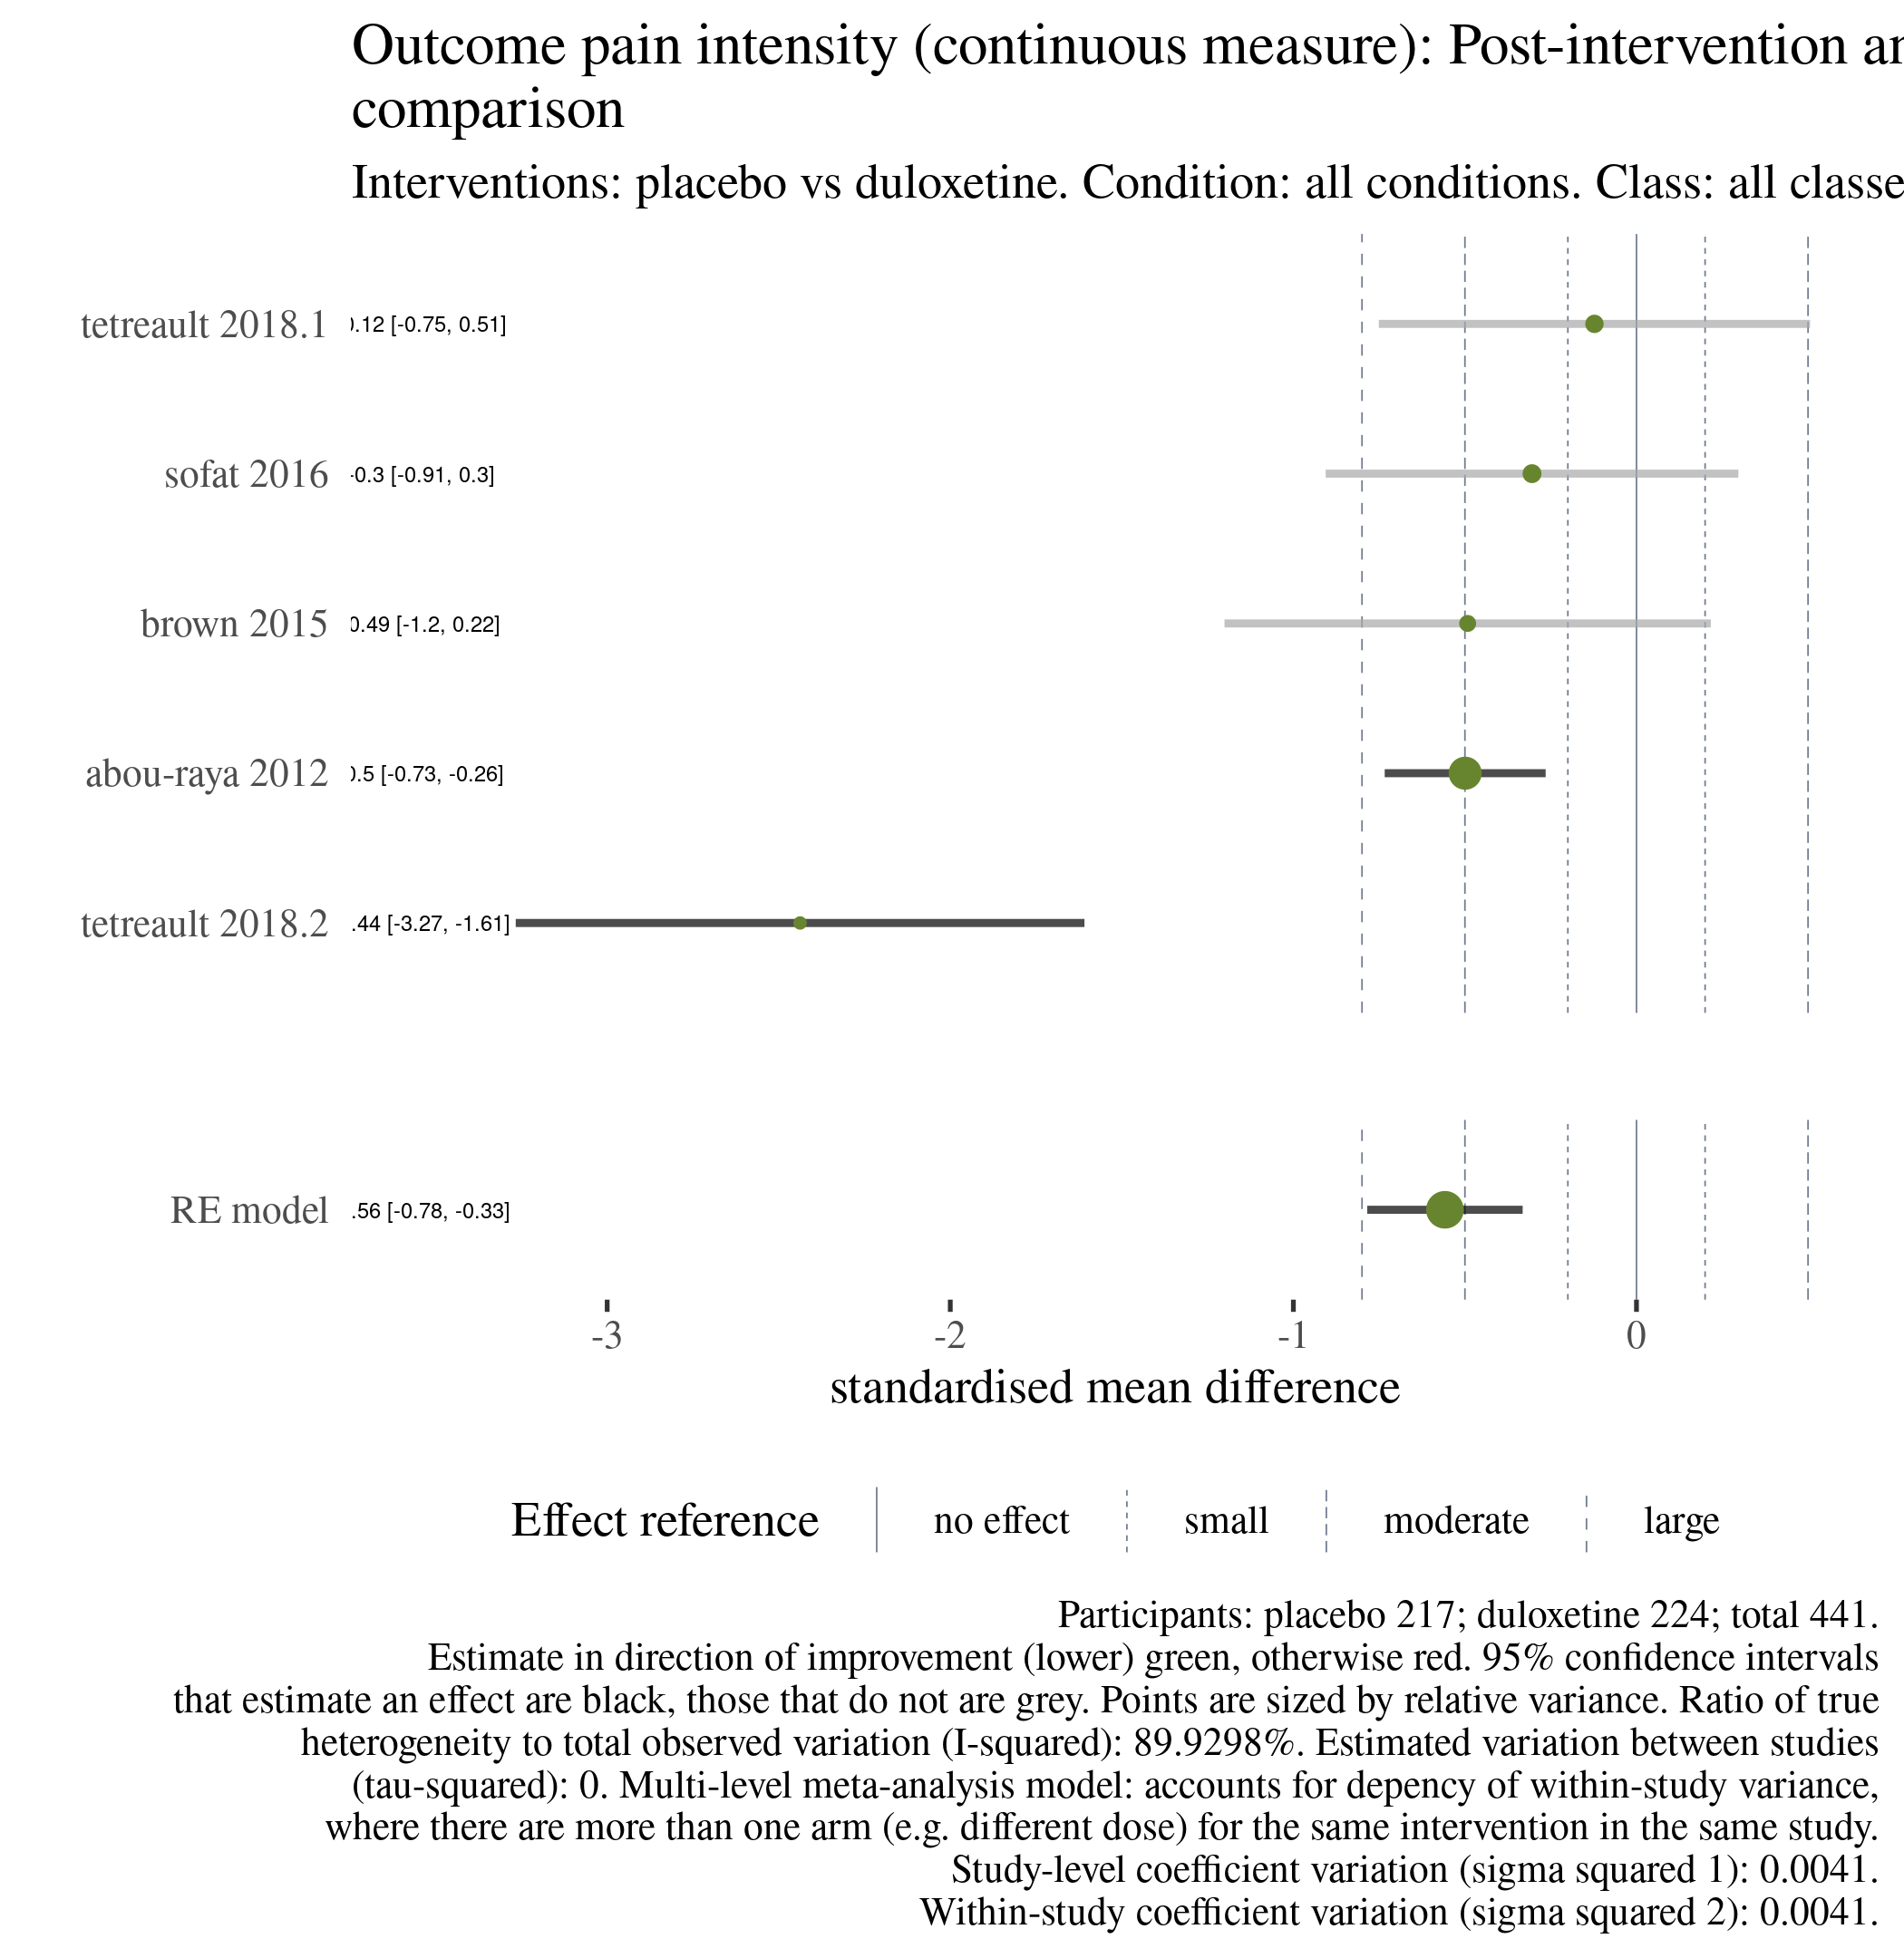 Outcome pain intensity (continuous measure): Post-intervention
comparison
Interventions: placebo vs duloxetine. Condition: all conditions. Class: all
tetreault 2018.1 .12 [-0.75, 0.51]
sofat 2016 -0.3 [-0.91, 0.3]
brown 2015 0.49 [-1.2, 0.22]
abou-raya 2012 .5 [-0.73, -0.26]
tetreault 2018.2 .44 [-3.27, -1.61]
RE model .56 [-0.78, -0.33]
-3 -2 -1 0
standardised mean difference
Effect reference no effect small moderate large
Participants: placebo 217; duloxetine 224; total 441.
Estimate in direction of improvement (lower) green, otherwise red. 95% confidence intervals
that estimate an effect are black, those that do not are grey. Points are sized by relative variance. Ratio of true
heterogeneity to total observed variation (I-squared): 89.9298%. Estimated variation between studies
(tau-squared): 0. Multi-level meta-analysis model: accounts for depency of within-study variance,
where there are more than one arm (e.g. different dose) for the same intervention in the same study.
Study-level coefficient variation (sigma squared 1): 0.0041.
Within-study coefficient variation (sigma squared 2): 0.0041.